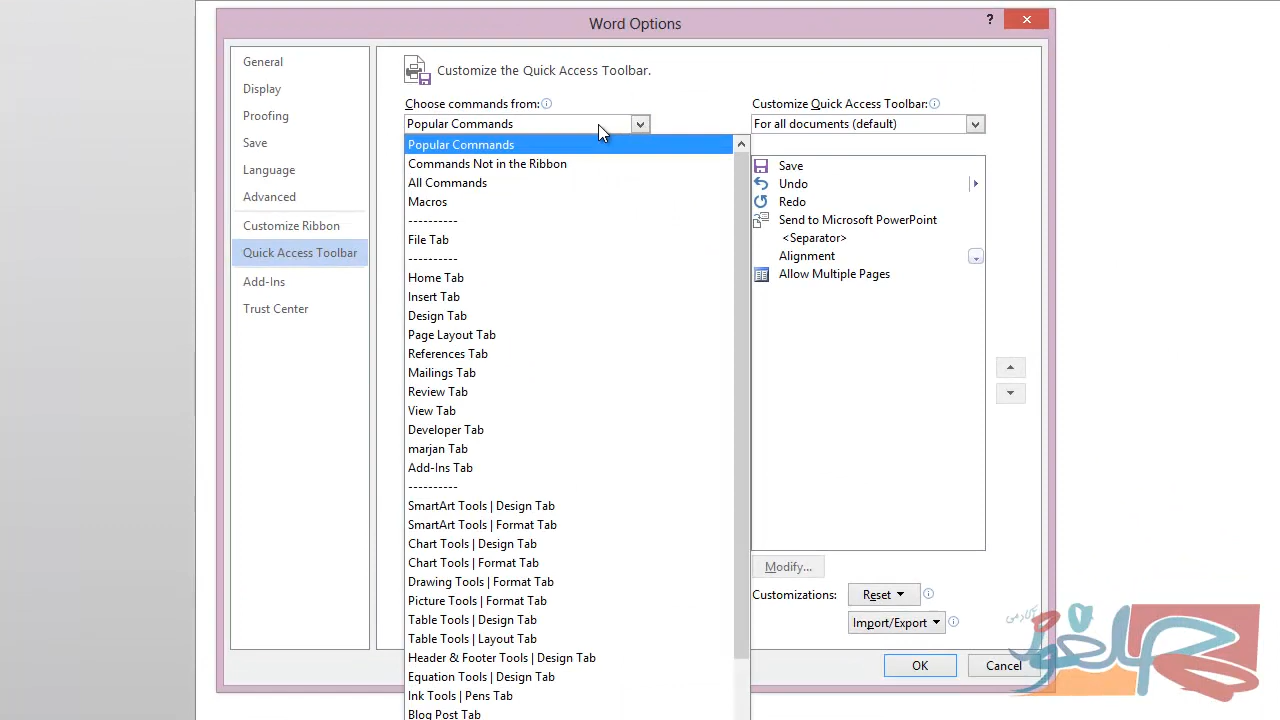 Word Options
?
General
Display
Proofing
Save
Language
Advanced
Customize Ribbon
Quick Access Toolbar
Add-Ins
Trust Center
Customize the Quick Access Toolbar.
Choose commands from:
Popular Commands
Popular Commands
Commands Not in the Ribbon
All Commands
Macros
----------
File Tab
----------
Home Tab
Insert Tab
Design Tab
Page Layout Tab
References Tab
Mailings Tab
Review Tab
View Tab
Developer Tab
marjan Tab
Add-Ins Tab
----------
SmartArt Tools | Design Tab
SmartArt Tools | Format Tab
Chart Tools | Design Tab
Chart Tools | Format Tab
Drawing Tools | Format Tab
Picture Tools | Format Tab
Table Tools | Design Tab
Table Tools | Layout Tab
Header & Footer Tools | Design Tab
Equation Tools | Design Tab
Ink Tools | Pens Tab
Blog Post Tab
Customize Quick Access Toolbar:
For all documents (default)
Save
Undo
Redo
Send to Microsoft PowerPoint
<Separator>
Alignment
Allow Multiple Pages
Modify...
Customizations:
Reset
Import/Export
OK
Cancel